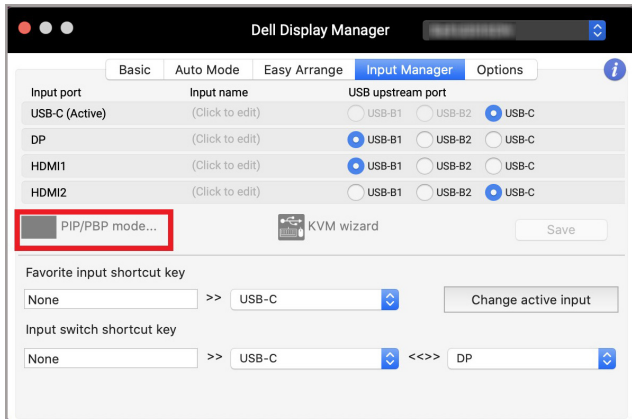 Dell Display Manager
Basic Auto Mode Easy Arrange Input Manager Options i
Input port Input name USB upstream port
USB-C (Active) (Click to edit) USB-B1 USB-B2 USB-C
DP (Click to edit) USB-B1 USB-B2 USB-C
HDMI1 (Click to edit) USB-B1 USB-B2 USB-C
HDMI2 (Click to edit) USB-B1 USB-B2 USB-C
PIP/PBP mode... KVM wizard Save
Favorite input shortcut key
None >> USB-C Change active input
Input switch shortcut key
None >> USB-C <<>> DP